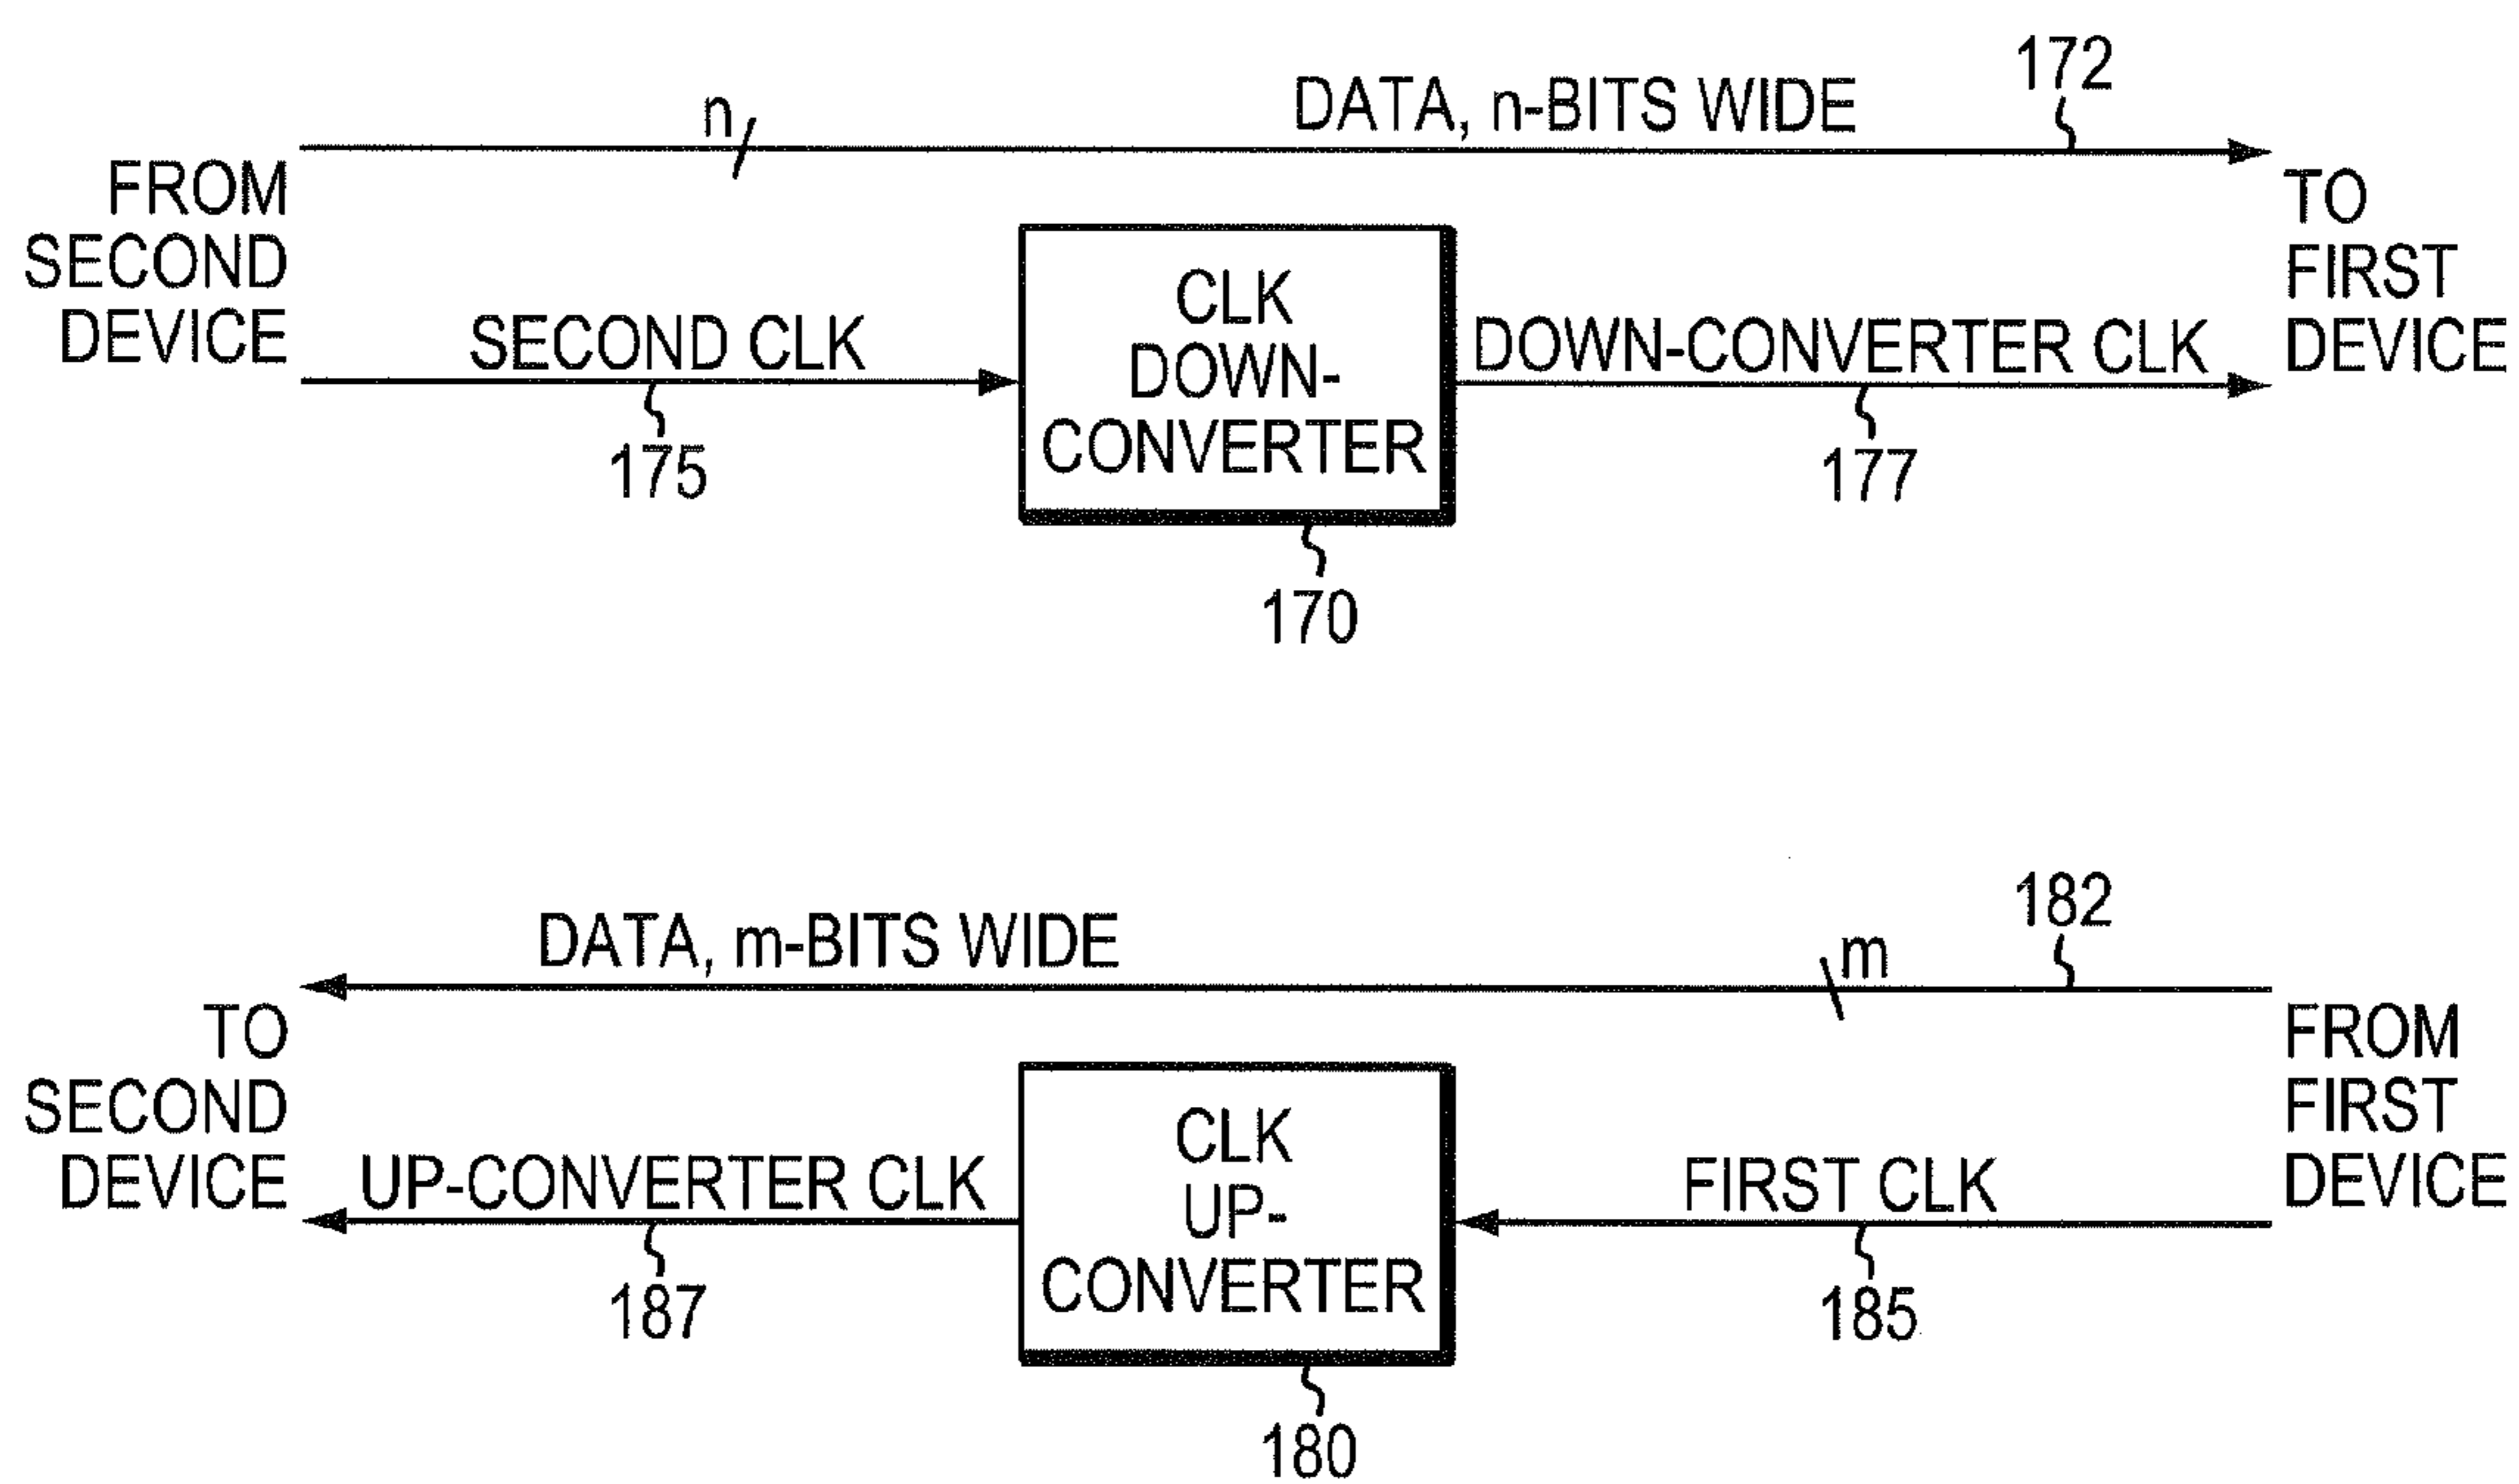 172
n
DATA, n-BITS WIDE
FROM
SECOND
DEVICE
TO
FIRST
DEVICE
SECOND CLK
CLK
DOWN-
CONVERTER
DOWN-CONVERTER CLK
175
177
170
182
DATA, m-BITS WIDE
m
TO
SECOND
DEVICE
FROM
FIRST
DEVICE
UP-CONVERTER CLK
CLK
UP-
CONVERTER
FIRST CLK
187
185
180